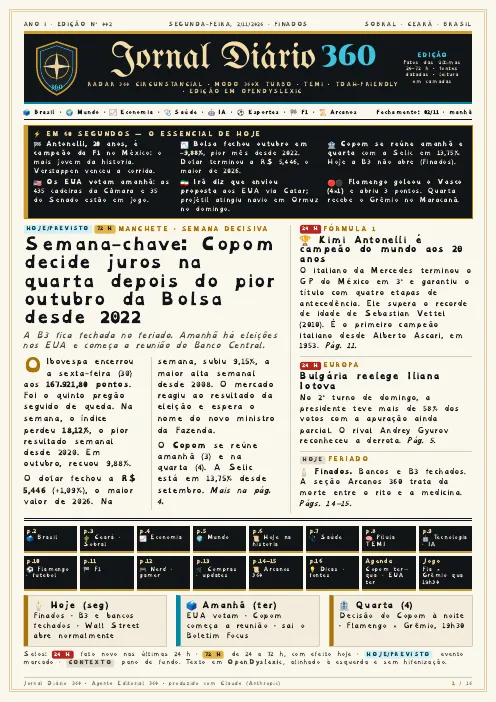 ANO I · EDIÇÃO Nº 002
SEGUNDA-FEIRA, 2/11/2026 · FINADOS
SOBRAL · CEARÁ · BRASIL
360
Jornal Diário 360
RADAR 360 CIRCUNSTANCIAL · MODO 360X TURBO · TEMI · TDAH-FRIENDLY
· EDIÇÃO EM OPENDYSLEXIC
EDIÇÃO
Fatos das últimas
24–72 h · fontes
datadas · leitura
em camadas
Brasil · Mundo · Economia · Saúde · IA · Esportes · F1 · Arcanos
Fechamento: 02/11 · manhã
EM 60 SEGUNDOS — O ESSENCIAL DE HOJE
Antonelli, 20 anos, é
campeão da F1 no México: o
mais jovem da história.
Verstappen venceu a corrida.
Bolsa fechou outubro em
pior mês desde 2022.
Dólar terminou a R$ 5,446, o
maior de 2026.
Copom se reúne amanhã e
quarta com a Selic em 13,75%.
Hoje a B3 não abre (Finados).
Os EUA votam amanhã: as
435 cadeiras da Câmara e 35
do Senado estão em jogo.
Irã diz que enviou
proposta aos EUA via Catar;
projétil atingiu navio em Ormuz
no domingo.
Flamengo goleou o Vasco
(4x1) e abriu 3 pontos. Quarta
recebe o Grêmio no Maracanã.
HOJE/PREVISTO 72 H MANCHETE · SEMANA DECISIVA
Semana-chave: Copom
decide juros na
quarta depois do pior
outubro da Bolsa
desde 2022
A B3 fica fechada no feriado. Amanhã há eleições
nos EUA e começa a reunião do Banco Central.
O Ibovespa encerrou
a sexta-feira (30)
aos 167.921,80 pontos.
Foi o quinto pregão
seguido de queda. Na
semana, o índice
perdeu 18,12%, o pior
resultado semanal
desde 2020. Em
outubro, recuou 9,88%.
O dólar fechou a R$
5,446 (+1,09%), o maior
valor de 2026. Na
semana, subiu 9,15%, a
maior alta semanal
desde 2008. O mercado
reagiu ao resultado da
eleição e espera o
nome do novo ministro
da Fazenda.
O Copom se reúne
amanhã (3) e na
quarta (4). A Selic
está em 13,75% desde
setembro. Mais na pág.
4.
24 H FÓRMULA 1
Kimi Antonelli é
campeão do mundo aos 20
anos
O italiano da Mercedes terminou o
GP do México em 3º e garantiu o
título com quatro etapas de
antecedência. Ele supera o recorde
de idade de Sebastian Vettel
(2010). É o primeiro campeão
italiano desde Alberto Ascari, em
1953. Pág. 11.
24 H EUROPA
Bulgária reelege Iliana
Iotova
No 2º turno de domingo, a
presidente teve mais de 58% dos
votos com a apuração ainda
parcial. O rival Andrey Gyurov
reconheceu a derrota. Pág. 5.
HOJE FERIADO
Finados. Bancos e B3 fechados.
A seção Arcanos 360 trata da
morte entre o rito e a medicina.
Págs. 14–15.
p.2
Brasil
p.3
Ceará ·
Sobral
p.4
Economia
p.5
Mundo
p.6
Hoje na
história
p.7
Saúde
p.8
Pílula
TEMI
p.9
Tecnologia
· IA
p.10
Flamengo
· futebol
p.11
F1
p.12
Nerd ·
gamer
p.13
Compras
· updates
p.14–15
Arcanos
360
p.16
Dicas ·
fontes
Agenda
Copom ter–
qua · EUA
ter
Jogo
Fla ×
Grêmio qua
19h30
Hoje (seg)
Finados · B3 e bancos
fechados · Wall Street
abre normalmente
Amanhã (ter)
EUA votam · Copom
começa a reunião · sai o
Boletim Focus
Quarta (4)
Decisão do Copom à noite
· Flamengo × Grêmio, 19h30
Selos: 24 H fato novo nas últimas 24 h · 72 H de 24 a 72 h, com efeito hoje · HOJE/PREVISTO evento
marcado · CONTEXTO pano de fundo. Texto em OpenDyslexic, alinhado à esquerda e sem hifenização.
Jornal Diário 360 · Agente Editorial 360 · produzido com Claude (Anthropic)
1 / 16